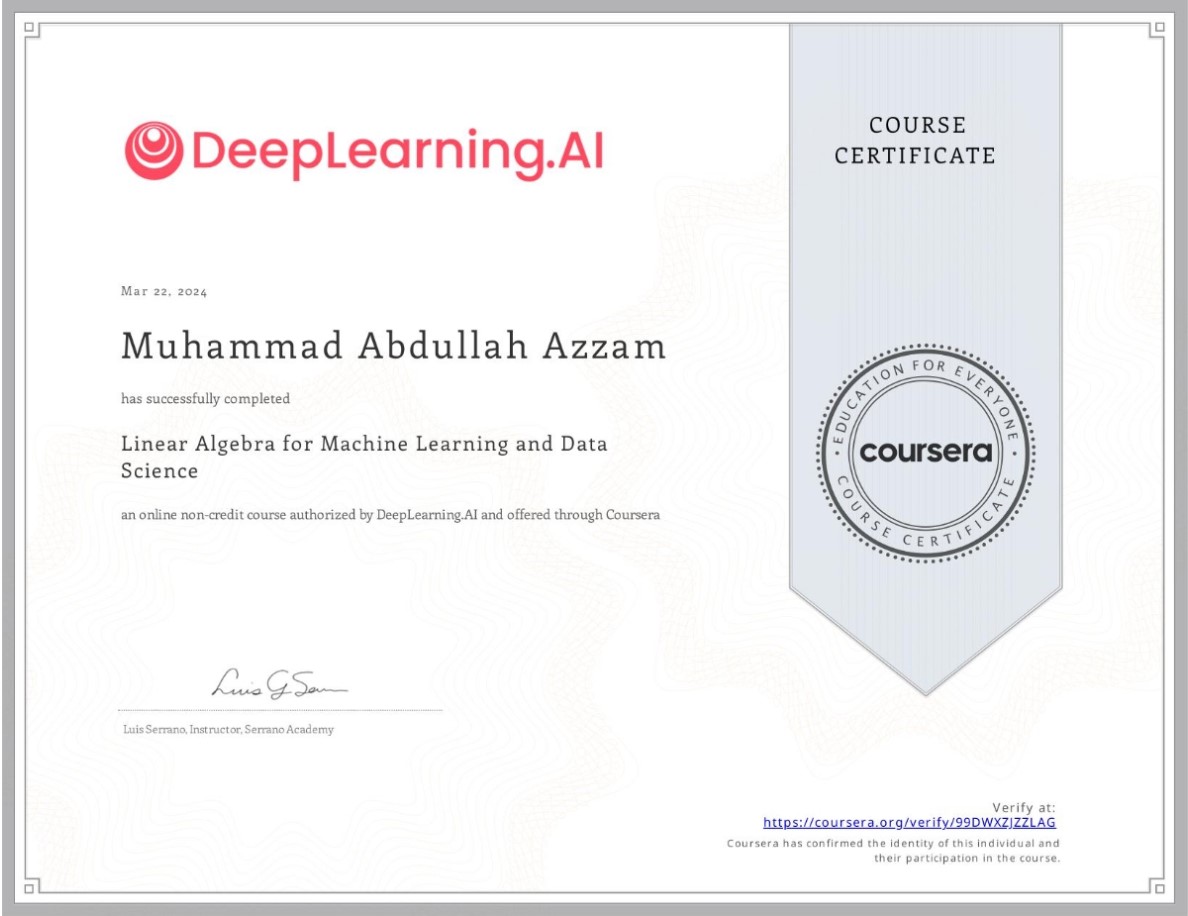 DeepLearning.AI
COURSE
CERTIFICATE
Mar 22, 2024
Muhammad Abdullah Azzam
has successfully completed
Linear Algebra for Machine Learning and Data
Science
an online non-credit course authorized by DeepLearning.AI and offered through Coursera
EDUCATION FOR EVERYONE
coursera
COURSE CERTIFICATE
Luis G Serrano
Luis Serrano, Instructor, Serrano Academy
Verify at:
https://coursera.org/verify/99DWXZJZZLAG
Coursera has confirmed the identity of this individual and
their participation in the course.